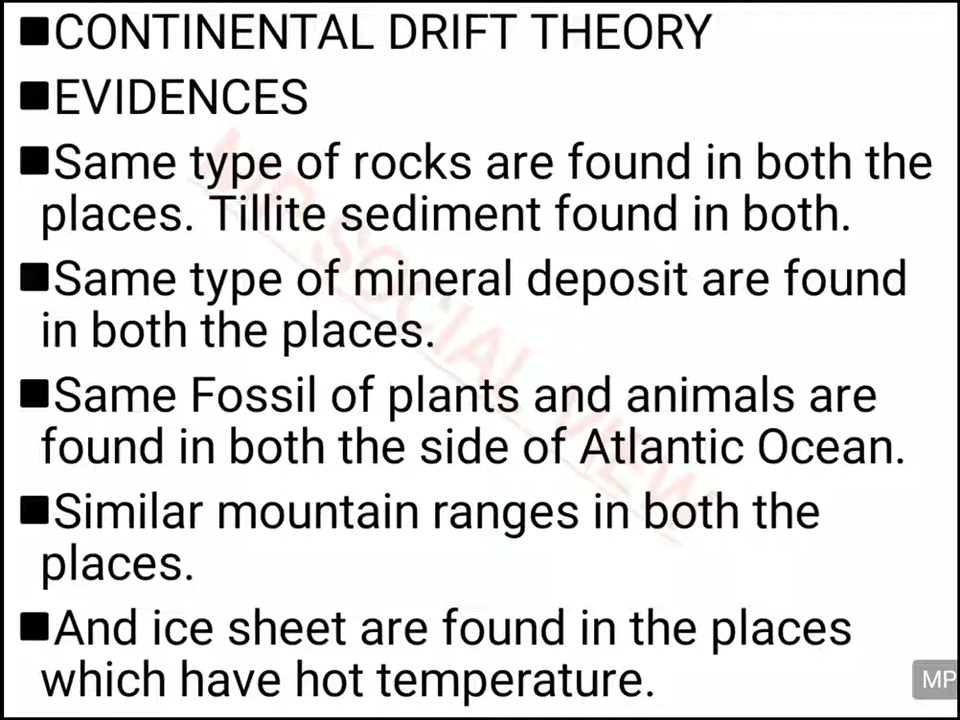 ■CONTINENTAL DRIFT THEORY
■EVIDENCES
■Same type of rocks are found in both the
places. Tillite sediment found in both.
■Same type of mineral deposit are found
in both the places.
■Same Fossil of plants and animals are
found in both the side of Atlantic Ocean.
■Similar mountain ranges in both the
places.
■And ice sheet are found in the places
which have hot temperature.
MP SOCIAL VIEW
MP